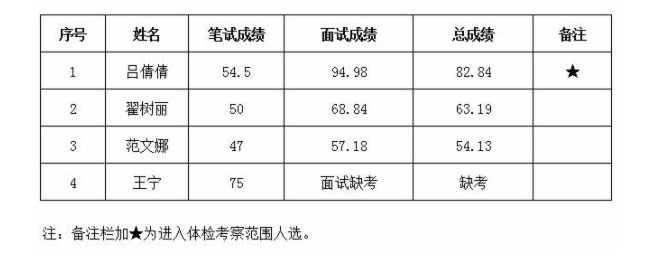 序号 姓名 笔试成绩 面试成绩 总成绩 备注
1 吕倩倩 54.5 94.98 82.84 ★
2 翟树丽 50 68.84 63.19
3 范文娜 47 57.18 54.13
4 王宁 75 面试缺考 缺考
注：备注栏加★为进入体检考察范围人选。